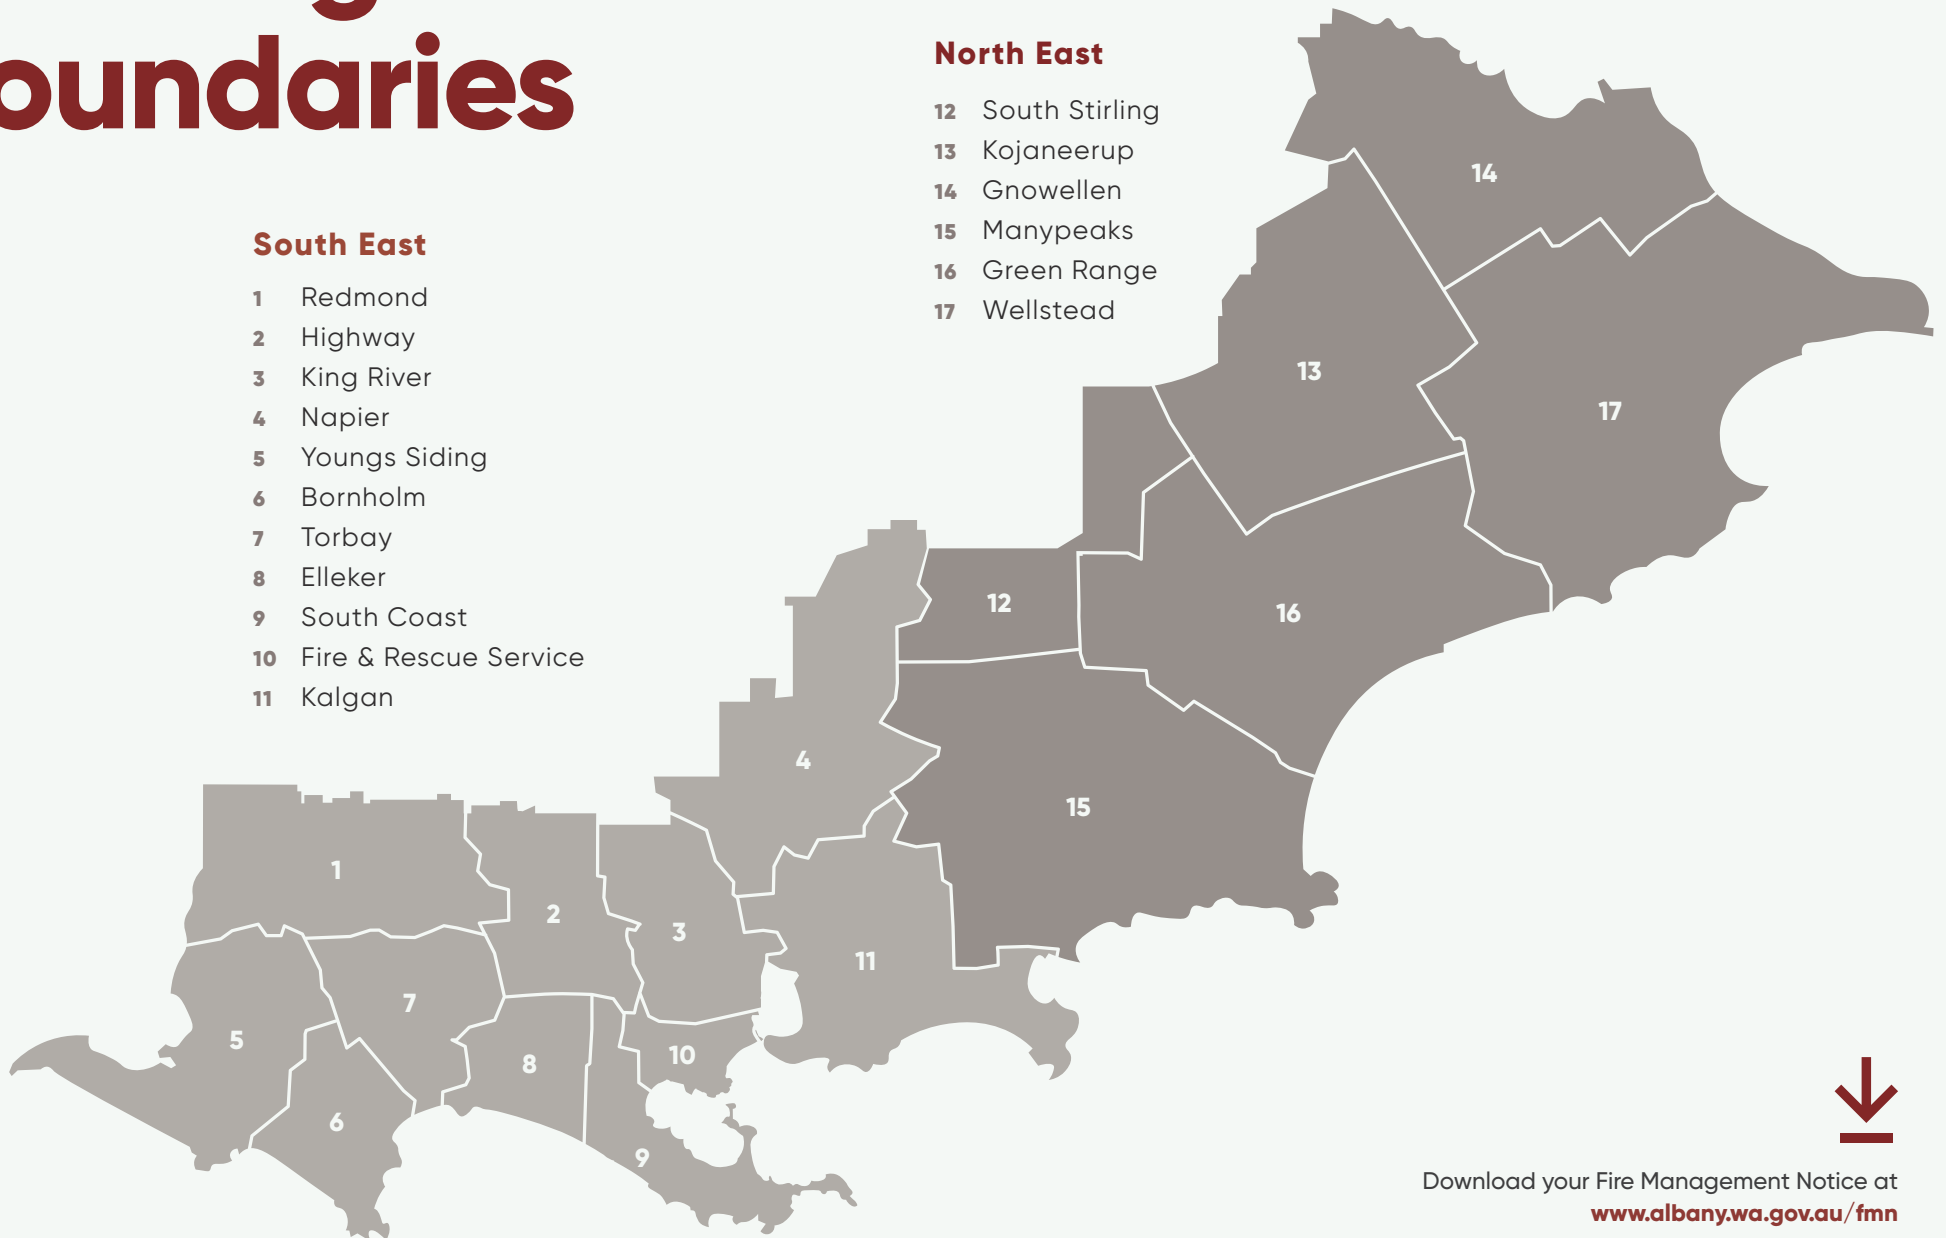 oundaries
South East
1 Redmond
2 Highway
3 King River
4 Napier
5 Youngs Siding
6 Bornholm
7 Torbay
8 Elleker
9 South Coast
10 Fire & Rescue Service
11 Kalgan
North East
12 South Stirling
13 Kojaneerup
14 Gnowellen
15 Manypeaks
16 Green Range
17 Wellstead
14
13
17
12
16
4
15
1
2
3
11
7
5
10
8
6
9
Download your Fire Management Notice at
www.albany.wa.gov.au/fmn